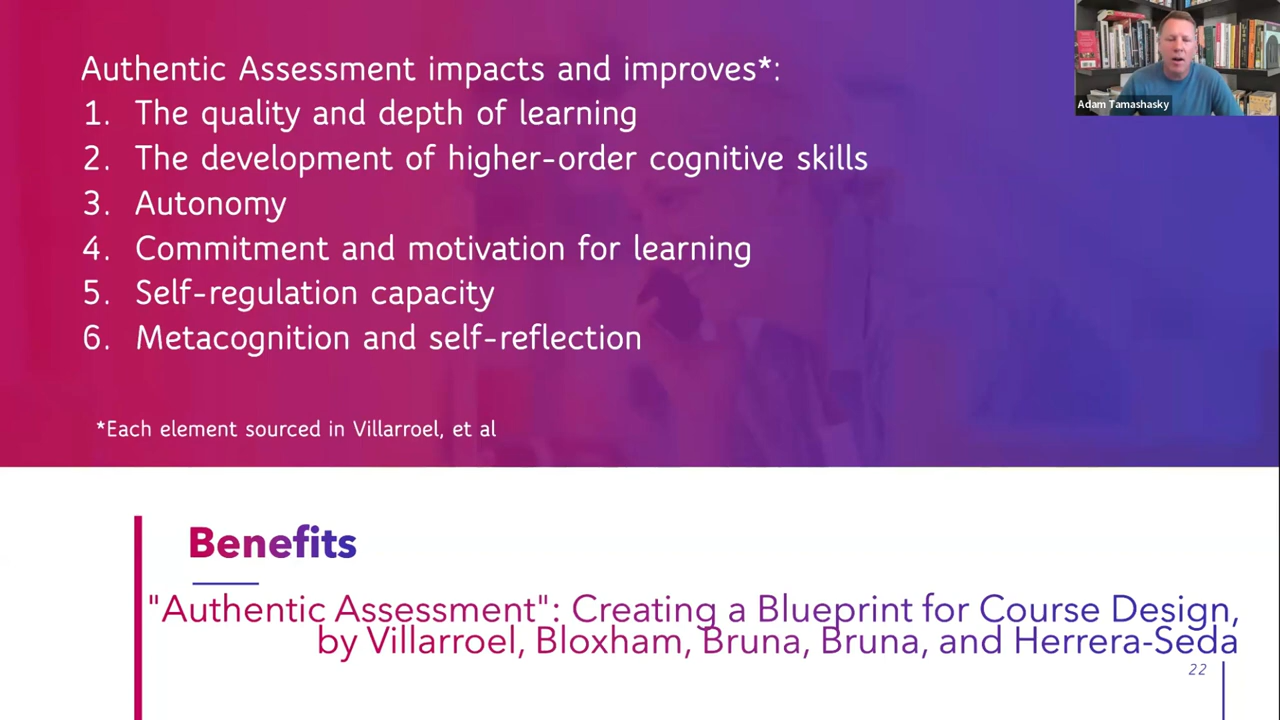 Authentic Assessment impacts and improves*:
1. The quality and depth of learning
2. The development of higher-order cognitive skills
3. Autonomy
4. Commitment and motivation for learning
5. Self-regulation capacity
6. Metacognition and self-reflection
*Each element sourced in Villarroel, et al
Adam Tamashasky
Benefits
"Authentic Assessment": Creating a Blueprint for Course Design,
by Villarroel, Bloxham, Bruna, Bruna, and Herrera-Seda
22